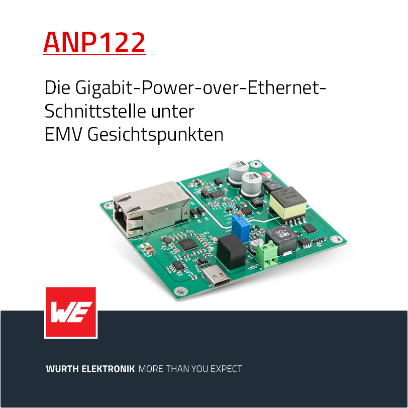 ANP122
Die Gigabit-Power-over-Ethernet-
Schnittstelle unter
EMV Gesichtspunkten
WE
WURTH ELEKTRONIK MORE THAN YOU EXPECT